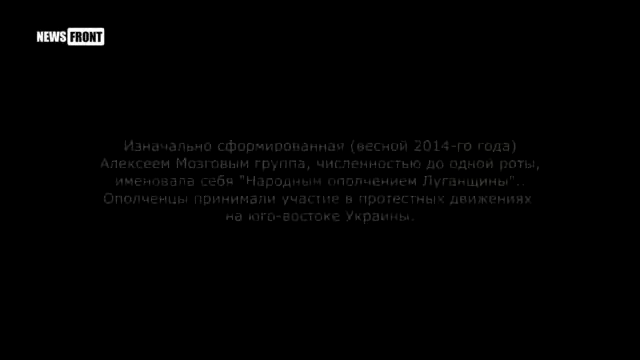 NEWS FRONT
Изначально сформированная (весной 2014-го года)
Алексеем Мозговым группа, численностью до одной роты,
именовала себя "Народным ополчением Луганщины"..
Ополченцы принимали участие в протестных движениях
на юго-востоке Украины.